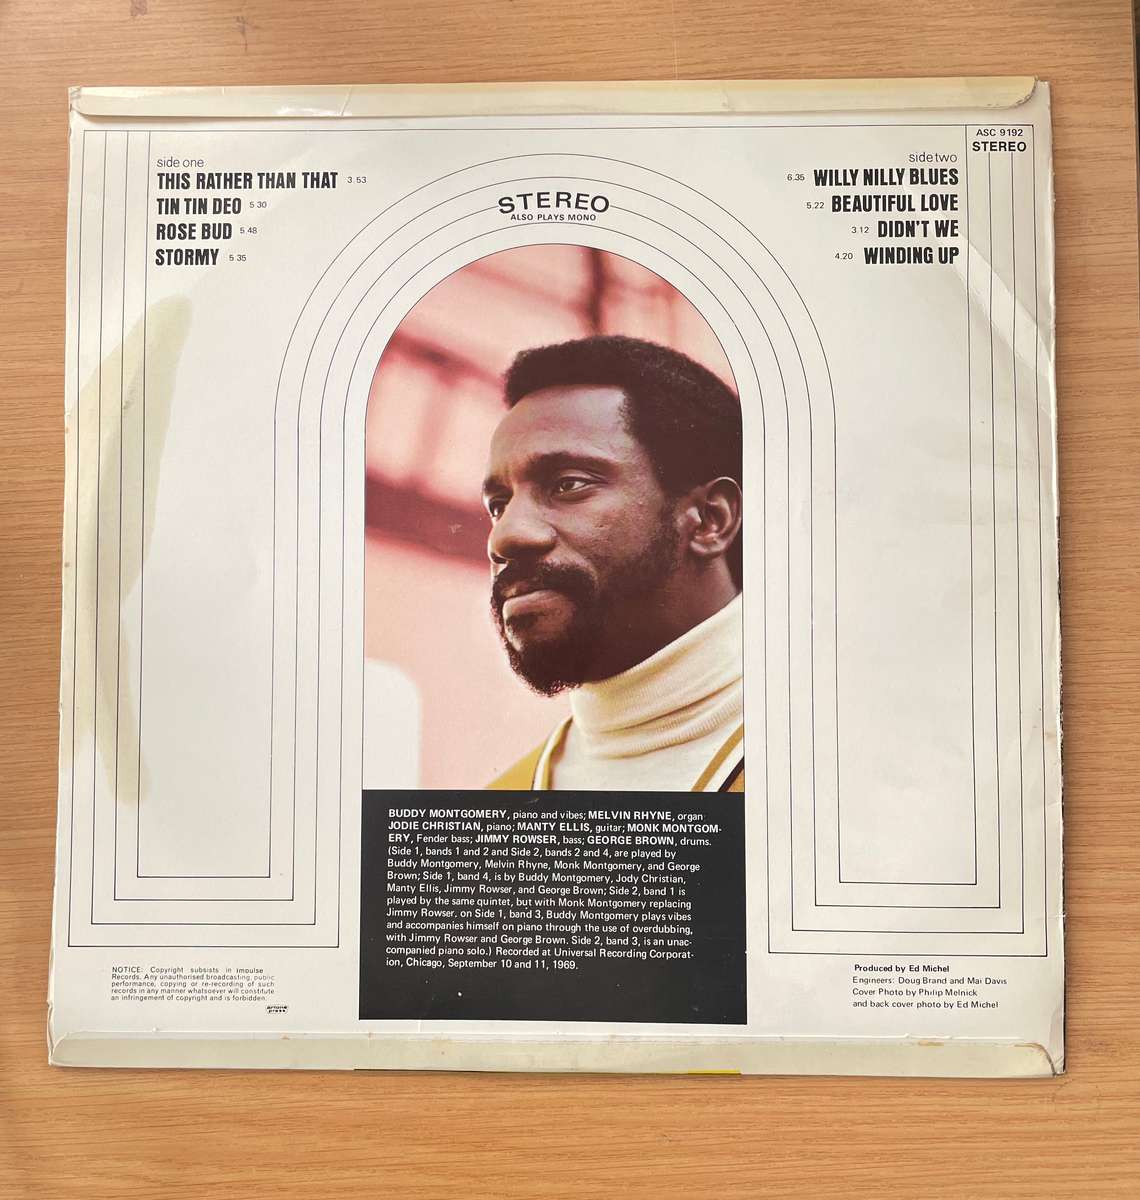 side one
THIS RATHER THAN THAT 3 53
TIN TIN DEO 5 30
ROSE BUD 5.48
STORMY 5 35
STEREO
ALSO PLAYS MONO
side two
6.35 WILLY NILLY BLUES
5.22 BEAUTIFUL LOVE
3.12 DIDN'T WE
4.20 WINDING UP
ASC 9192
STEREO
BUDDY MONTGOMERY, piano and vibes; MELVIN RHYNE, organ
JODIE CHRISTIAN, piano; MANTY ELLIS, guitar; MONK MONTGOM-
ERY, Fender bass; JIMMY ROWSER, bass; GEORGE BROWN, drums.
(Side 1, bands 1 and 2 and Side 2, bands 2 and 4, are played by
Buddy Montgomery, Melvin Rhyne, Monk Montgomery, and George
Brown; Side 1, band 4, is by Buddy Montgomery, Jody Christian,
Manty Ellis, Jimmy Rowser, and George Brown; Side 2, band 1 is
played by the same quintet, but with Monk Montgomery replacing
Jimmy Rowser. on Side 1, band 3, Buddy Montgomery plays vibes
and accompanies himself on piano through the use of overdubbing,
with Jimmy Rowser and George Brown. Side 2, band 3, is an unac-
companied piano solo.) Recorded at Universal Recording Corporat-
ion, Chicago, September 10 and 11, 1969.
NOTICE: Copyright subsists in Impulse
Records. Any unauthorised broadcasting, public
performance, copying or re-recording of such
records in any manner whatsoever will constitute
an infringement of copyright and is forbidden.
artone
press
Produced by Ed Michel
Engineers: Doug Brand and Mai Davis
Cover Photo by Philip Melnick
and back cover photo by Ed Michel